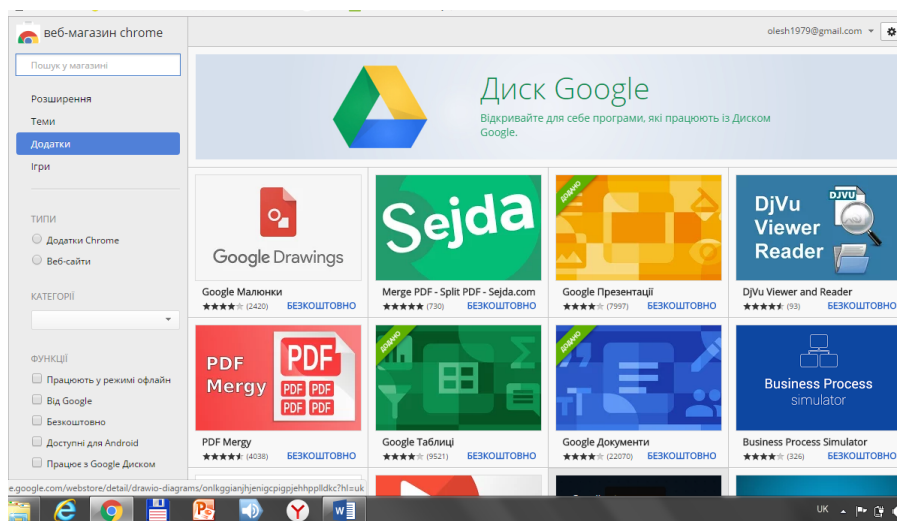 веб-магазин chrome
olesh1979@gmail.com
Пошук у магазині
Розширення
Теми
Додатки
Ігри
ТИПИ
Додатки Chrome
Веб-сайти
КАТЕГОРІЇ
ФУНКЦІЇ
Працюють у режимі офлайн
Від Google
Безкоштовно
Доступні для Android
Працює з Google Диском
Диск Google
Відкривайте для себе програми, які працюють із Диском
Google.
Google Drawings
Google Малюнки
(2420) БЕЗКОШТОВНО
Sejda
Merge PDF - Split PDF - Sejda.com
(730) БЕЗКОШТОВНО
ДОДАНО
Google Презентації
(7997) БЕЗКОШТОВНО
DjVu
Viewer
Reader
DJVU
DjVu Viewer and Reader
(93) БЕЗКОШТОВНО
PDF
Mergy
PDF
PDF PDF
PDF PDF
PDF Mergy
(4038) БЕЗКОШТОВНО
ДОДАНО
Google Таблиці
(9521) БЕЗКОШТОВНО
ДОДАНО
Google Документи
(22070) БЕЗКОШТОВНО
Business Process
simulator
Business Process Simulator
(326) БЕЗКОШТОВНО
e.google.com/webstore/detail/drawio-diagrams/onlkggianjhjenigcpigpjehhpplldkc?hl=uk
UK